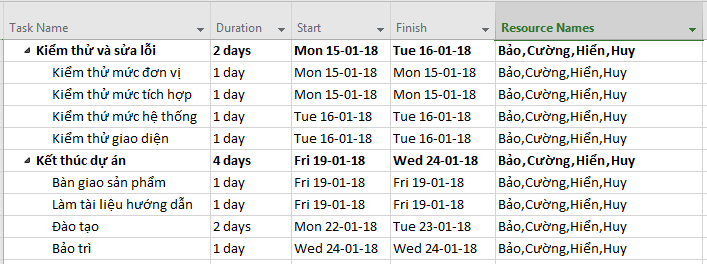 Task Name Duration Start Finish Resource Names
Kiểm thử và sửa lỗi 2 days Mon 15-01-18 Tue 16-01-18 Bảo,Cường,Hiển,Huy
Kiểm thử mức đơn vị 1 day Mon 15-01-18 Mon 15-01-18 Bảo,Cường,Hiển,Huy
Kiểm thử mức tích hợp 1 day Mon 15-01-18 Mon 15-01-18 Bảo,Cường,Hiển,Huy
Kiểm thử mức hệ thống 1 day Tue 16-01-18 Tue 16-01-18 Bảo,Cường,Hiển,Huy
Kiểm thử giao diện 1 day Tue 16-01-18 Tue 16-01-18 Bảo,Cường,Hiển,Huy
Kết thúc dự án 4 days Fri 19-01-18 Wed 24-01-18 Bảo,Cường,Hiển,Huy
Bàn giao sản phẩm 1 day Fri 19-01-18 Fri 19-01-18 Bảo,Cường,Hiển,Huy
Làm tài liệu hướng dẫn 1 day Fri 19-01-18 Fri 19-01-18 Bảo,Cường,Hiển,Huy
Đào tạo 2 days Mon 22-01-18 Tue 23-01-18 Bảo,Cường,Hiển,Huy
Bảo trì 1 day Wed 24-01-18 Wed 24-01-18 Bảo,Cường,Hiển,Huy